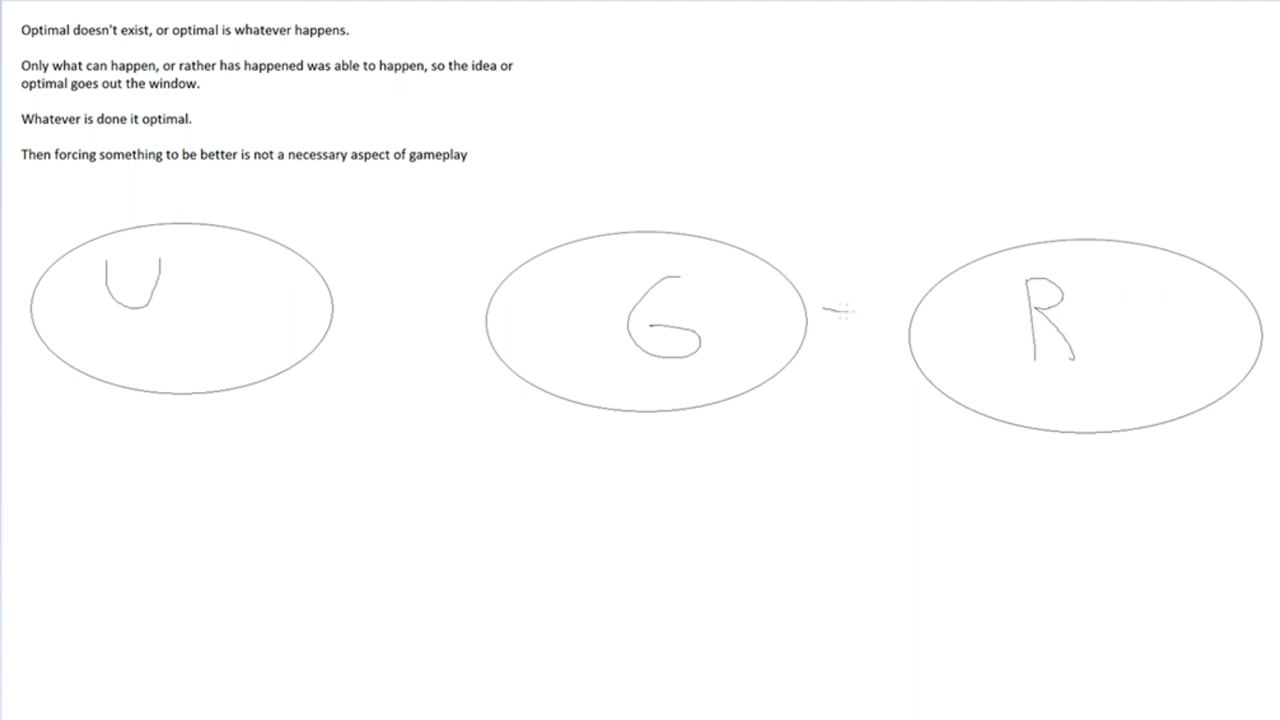 Optimal doesn't exist, or optimal is whatever happens.
Only what can happen, or rather has happened was able to happen, so the idea or
optimal goes out the window.
Whatever is done it optimal.
Then forcing something to be better is not a necessary aspect of gameplay
U G R